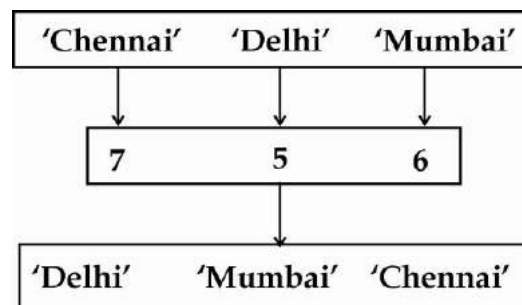 ‘Chennai’ ‘Delhi’ ‘Mumbai’
7 5 6
‘Delhi’ ‘Mumbai’ ‘Chennai’